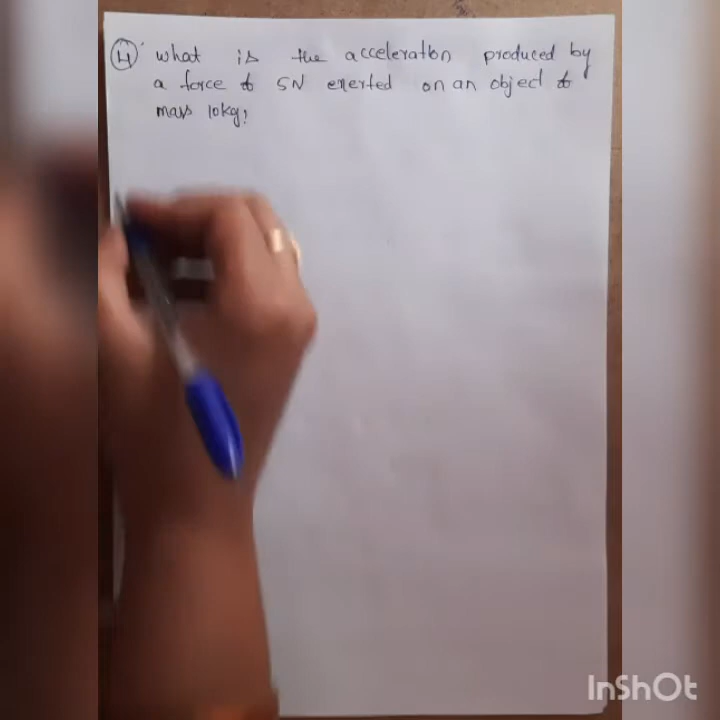 4 what is the acceleration produced by
a force of 5N exerted on an object of
mass 10kg?
InShOt